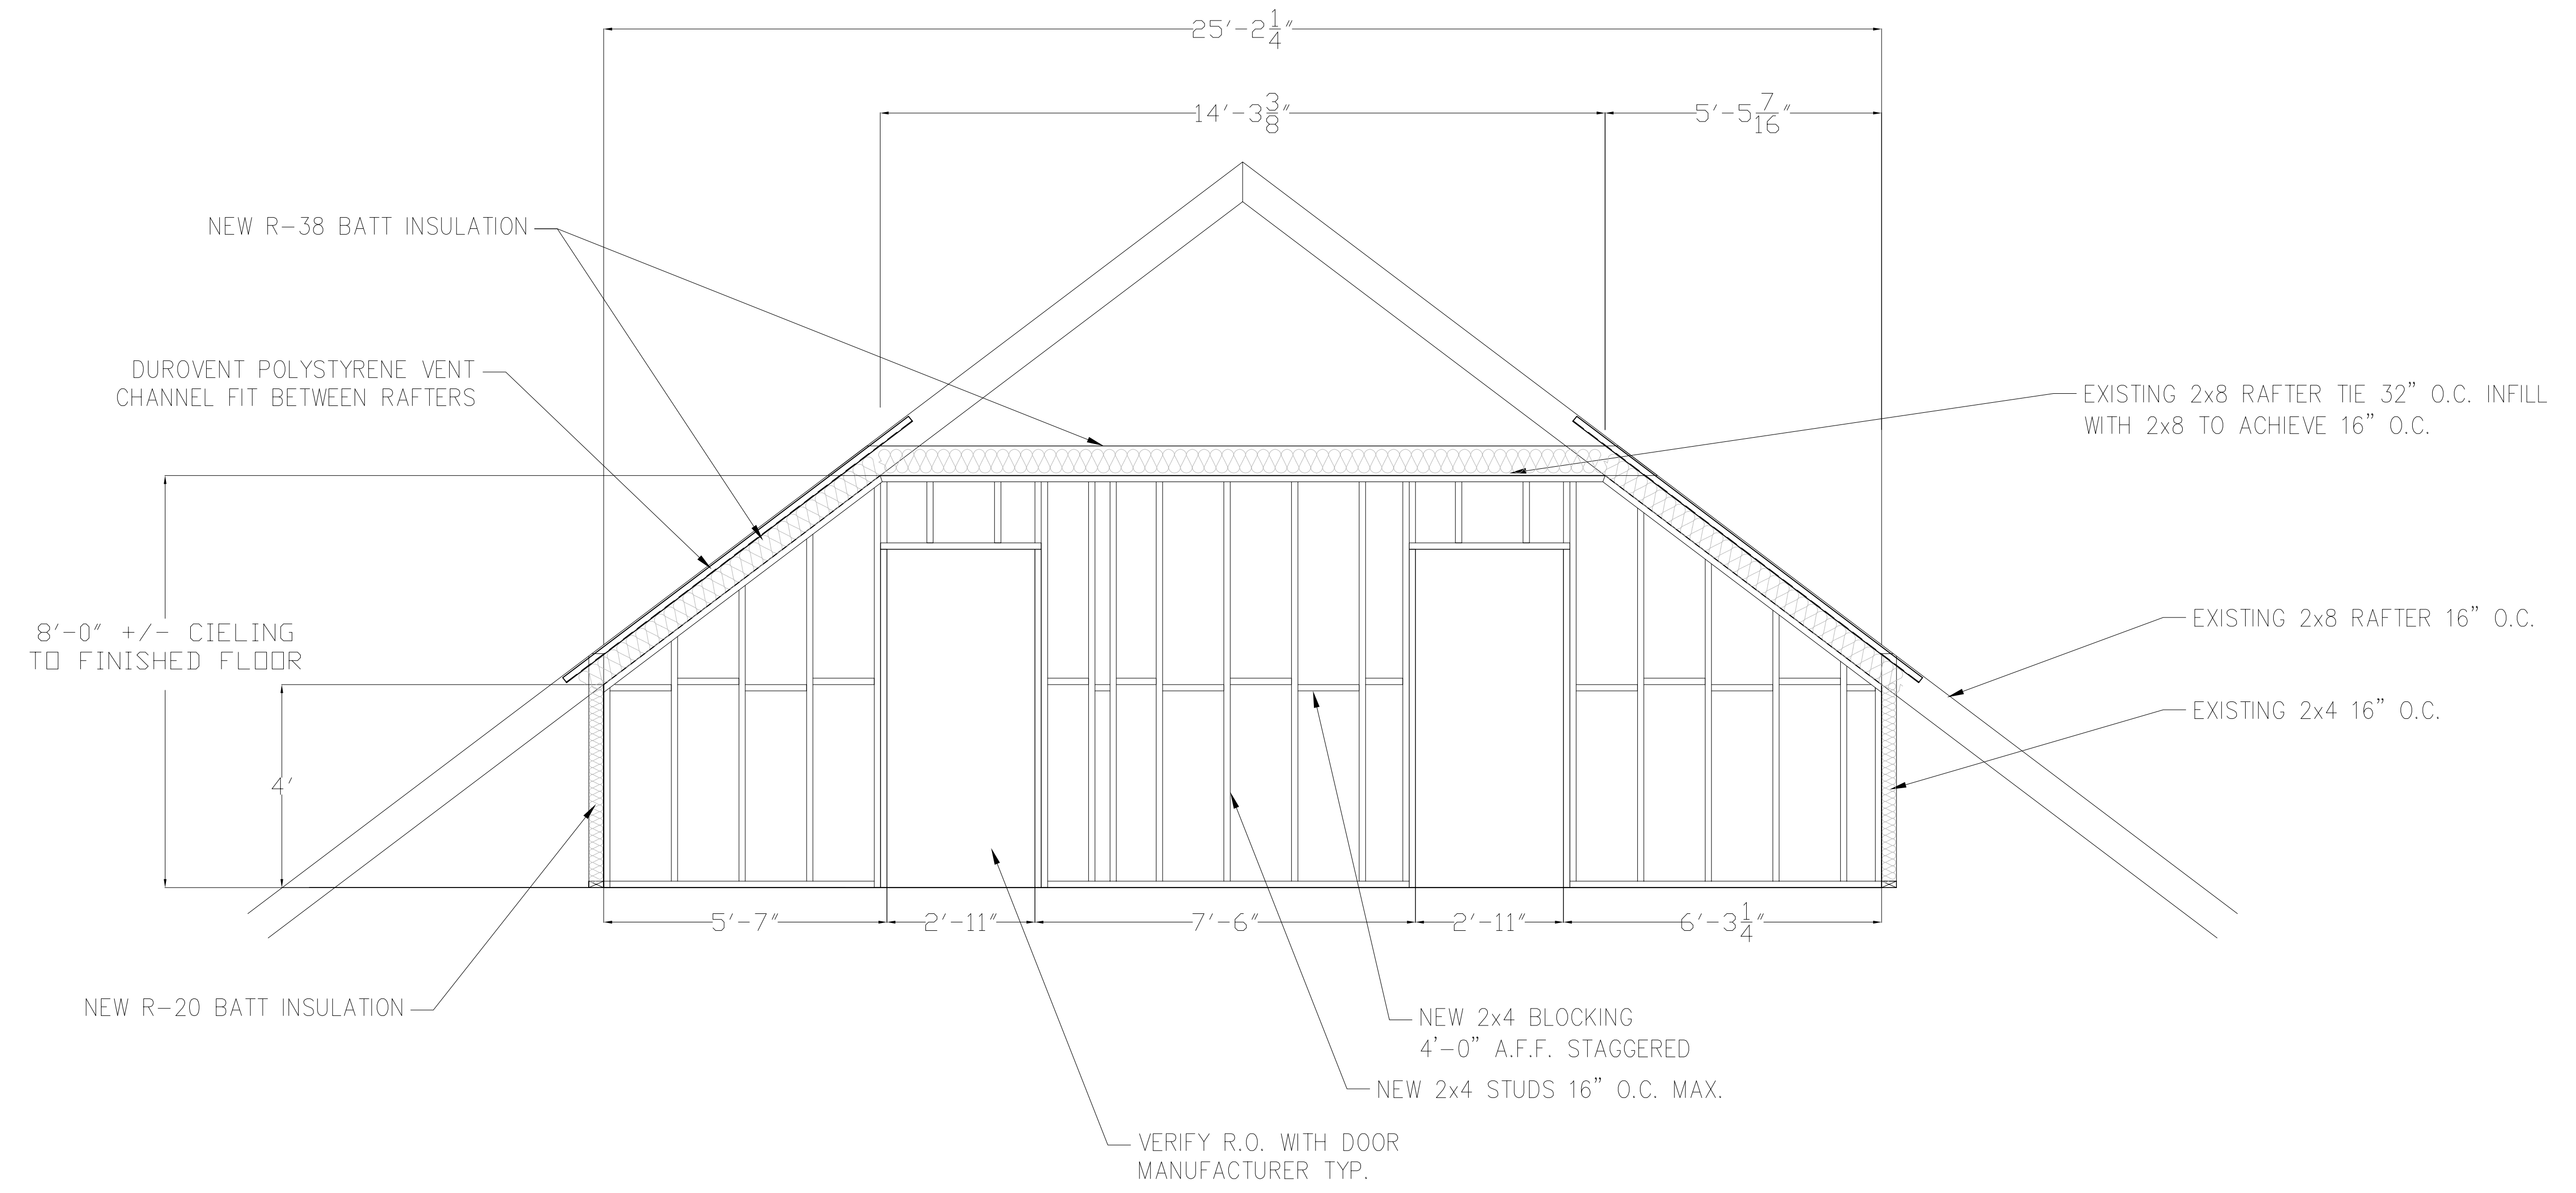 25'-2 1/4"
14'-3 3/8"
5'-5 7/16"
NEW R-38 BATT INSULATION
DUROVENT POLYSTYRENE VENT
CHANNEL FIT BETWEEN RAFTERS
EXISTING 2x8 RAFTER TIE 32" O.C. INFILL
WITH 2x8 TO ACHIEVE 16" O.C.
8'-0" +/- CIELING
TO FINISHED FLOOR
EXISTING 2x8 RAFTER 16" O.C.
EXISTING 2x4 16" O.C.
4'
5'-7"
2'-11"
7'-6"
2'-11"
6'-3 1/4"
NEW R-20 BATT INSULATION
NEW 2x4 BLOCKING
4'-0" A.F.F. STAGGERED
NEW 2x4 STUDS 16" O.C. MAX.
VERIFY R.O. WITH DOOR
MANUFACTURER TYP.